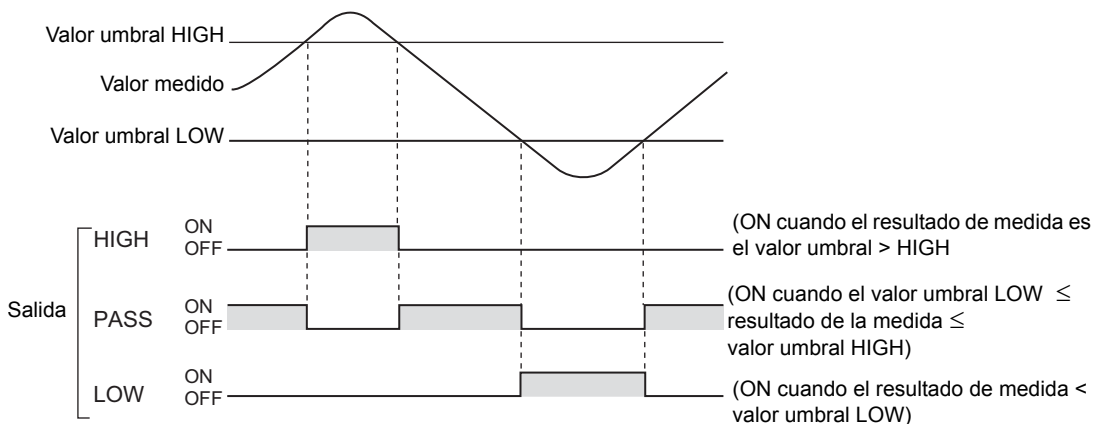 Valor umbral HIGH
Valor medido
Valor umbral LOW
Salida
HIGH
ON
OFF
(ON cuando el resultado de medida es
el valor umbral > HIGH
PASS
ON
OFF
(ON cuando el valor umbral LOW ≤
resultado de la medida ≤
valor umbral HIGH)
LOW
ON
OFF
(ON cuando el resultado de medida <
valor umbral LOW)